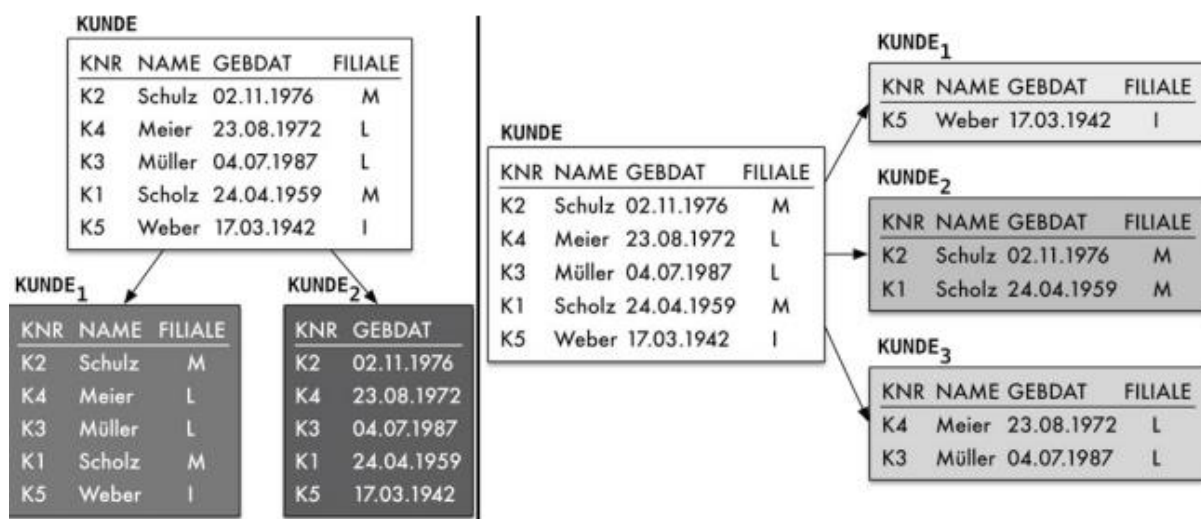 KUNDE
KNR NAME GEBDAT FILIALE
K2 Schulz 02.11.1976 M
K4 Meier 23.08.1972 L
K3 Müller 04.07.1987 L
K1 Scholz 24.04.1959 M
K5 Weber 17.03.1942 I
KUNDE1
KNR NAME FILIALE
K2 Schulz M
K4 Meier L
K3 Müller L
K1 Scholz M
K5 Weber I
KUNDE2
KNR GEBDAT
K2 02.11.1976
K4 23.08.1972
K3 04.07.1987
K1 24.04.1959
K5 17.03.1942
KUNDE
KNR NAME GEBDAT FILIALE
K2 Schulz 02.11.1976 M
K4 Meier 23.08.1972 L
K3 Müller 04.07.1987 L
K1 Scholz 24.04.1959 M
K5 Weber 17.03.1942 I
KUNDE1
KNR NAME GEBDAT FILIALE
K5 Weber 17.03.1942 I
KUNDE2
KNR NAME GEBDAT FILIALE
K2 Schulz 02.11.1976 M
K1 Scholz 24.04.1959 M
KUNDE3
KNR NAME GEBDAT FILIALE
K4 Meier 23.08.1972 L
K3 Müller 04.07.1987 L